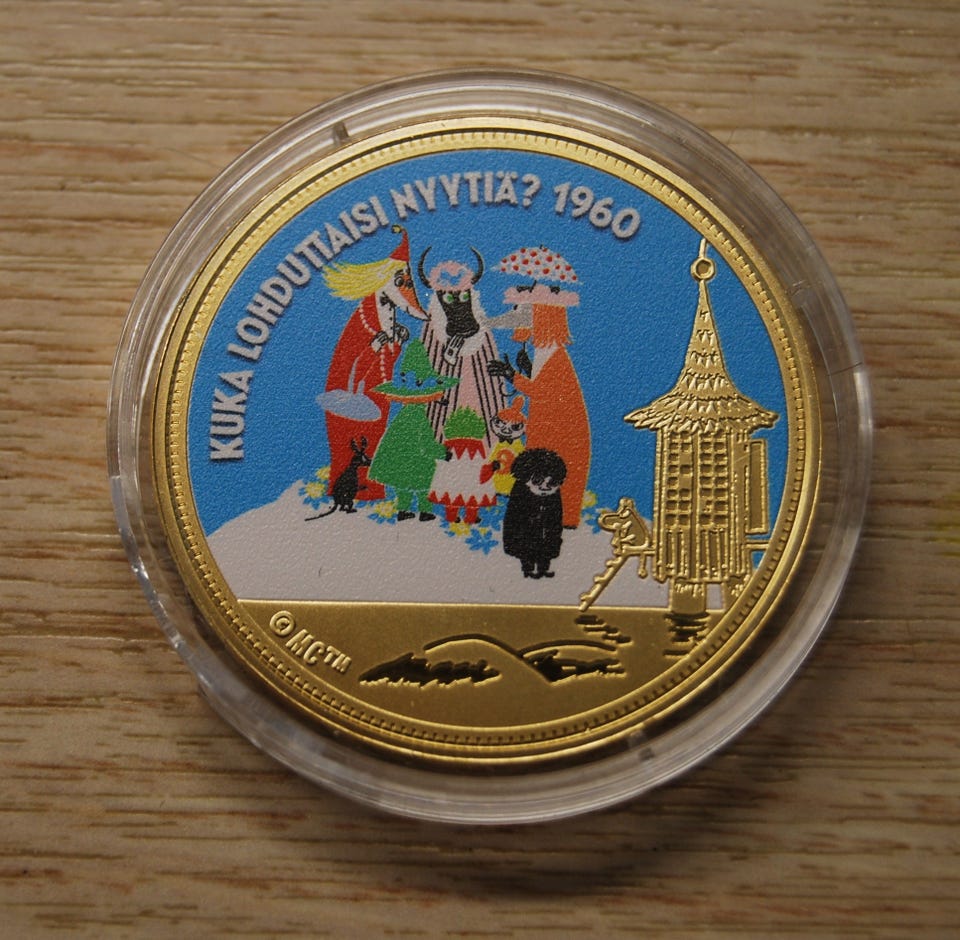 KUKA LOHDUTTAISI NYYTIÄ? 1960
© MC™